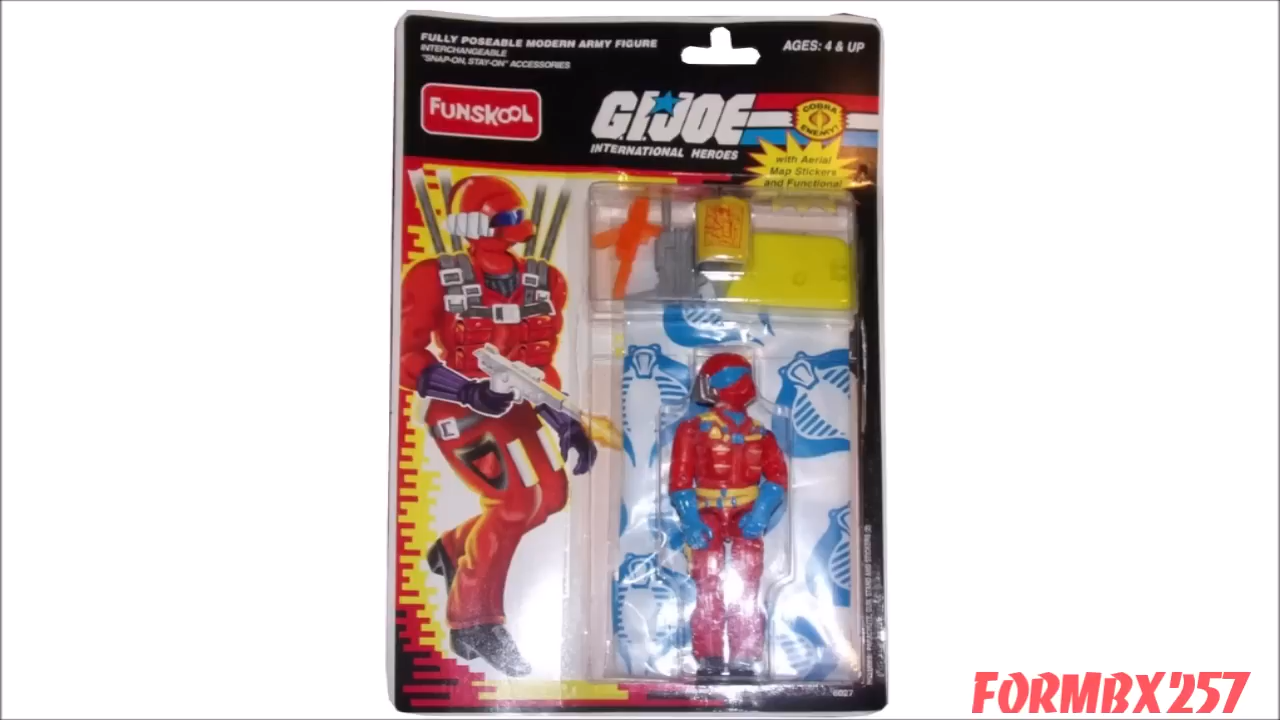 FULLY POSEABLE MODERN ARMY FIGURE
INTERCHANGEABLE
"SNAP-ON, STAY-ON" ACCESSORIES
AGES: 4 & UP
FUNSKOOL
G.I.JOE
INTERNATIONAL HEROES
COBRA
ENEMY!
with Aerial
Map Stickers
and Functional
6027
FORMBX257